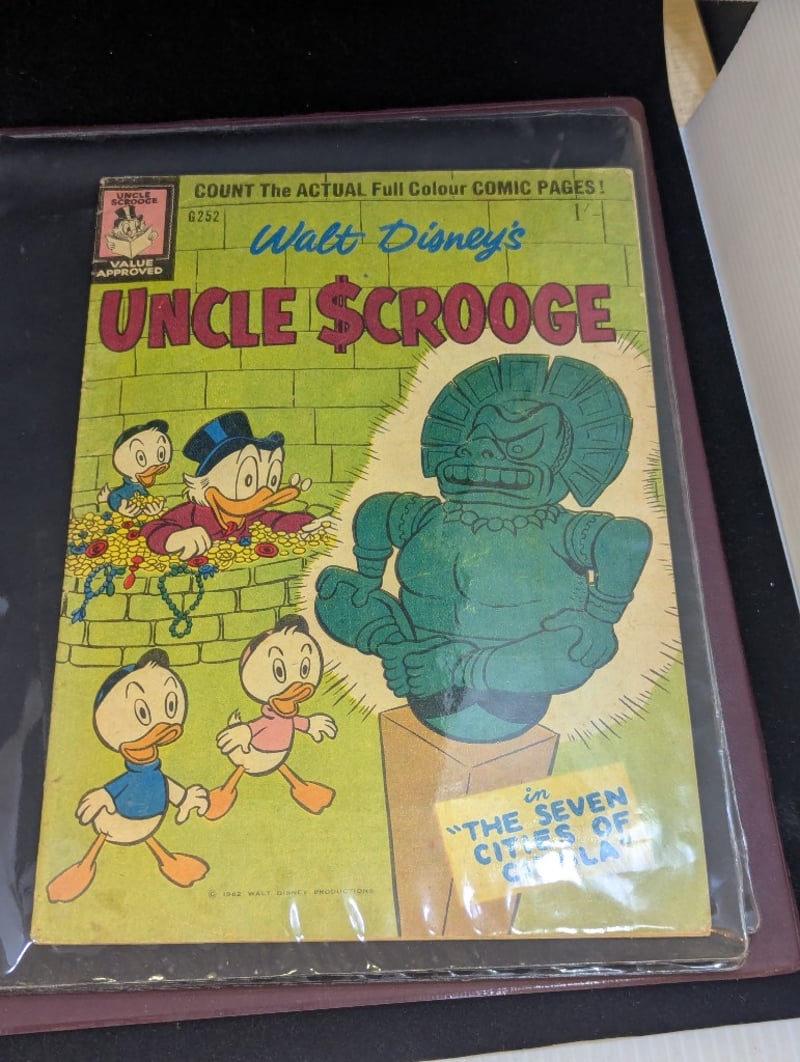 UNCLE
SCROOGE
VALUE
APPROVED
COUNT The ACTUAL Full Colour COMIC PAGES!
G252
1/-
Walt Disney's
UNCLE $CROOGE
in
"THE SEVEN
CITIES OF
© 1962 WALT DISNEY PRODUCTIONS